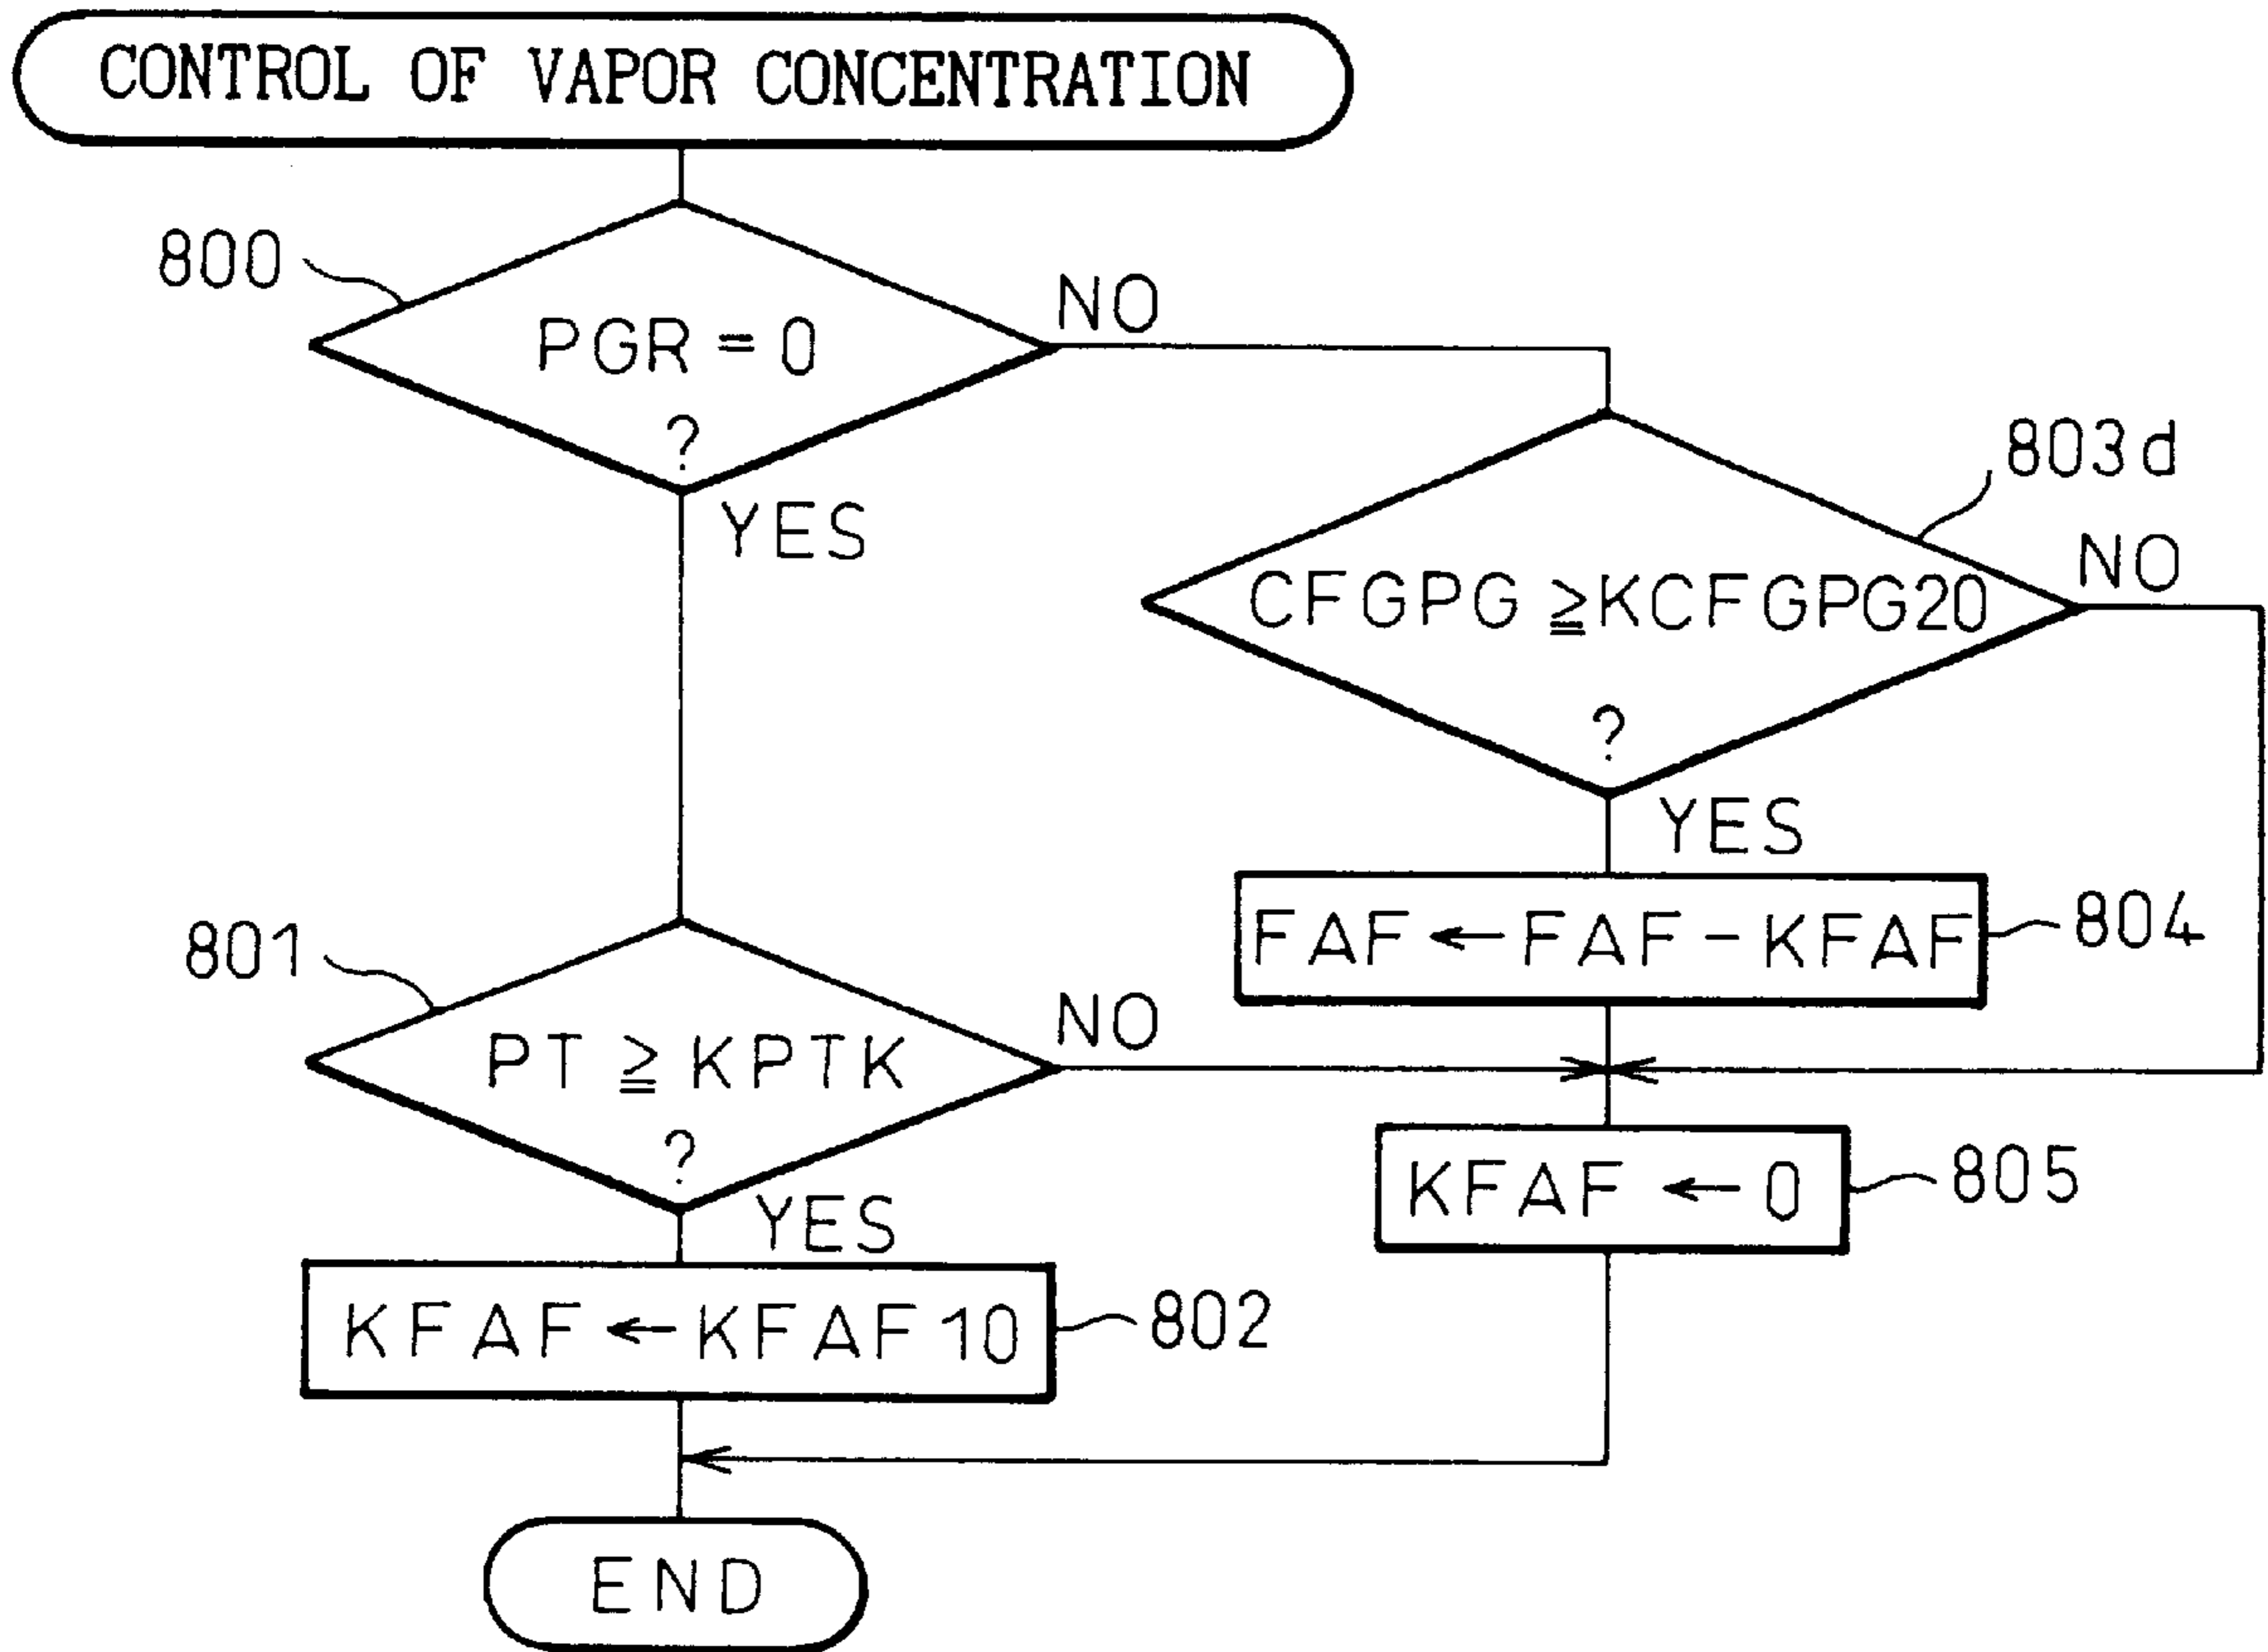 CONTROL OF VAPOR CONCENTRATION
800
PGR = 0
?
NO
YES
803d
CFGPG ≧ KCFGPG20
?
NO
YES
FAF ← FAF - KFAF
804
801
PT ≧ KPTK
?
NO
YES
KFAF ← 0
805
KFAF ← KFAF10
802
END